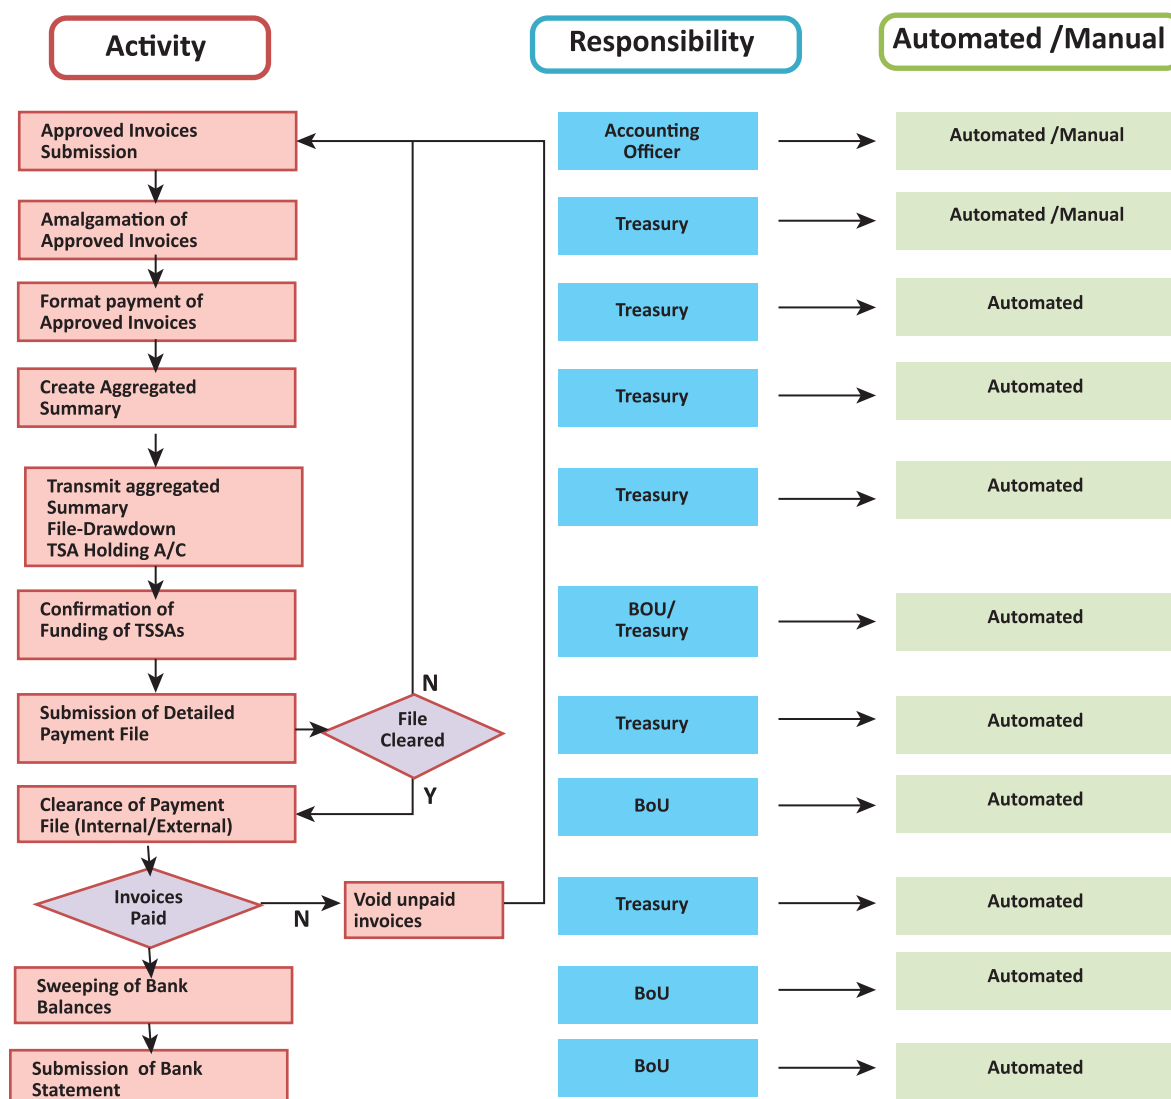 Activity
Responsibility
Automated /Manual
Approved Invoices
Submission
Accounting
Officer
Automated /Manual
Amalgamation of
Approved Invoices
Treasury
Automated /Manual
Format payment of
Approved Invoices
Treasury
Automated
Create Aggregated
Summary
Treasury
Automated
Transmit aggregated
Summary
File-Drawdown
TSA Holding A/C
Treasury
Automated
Confirmation of
Funding of TSSAs
BOU/
Treasury
Automated
Submission of Detailed
Payment File
N
File
Cleared
Y
Treasury
Automated
Clearance of Payment
File (Internal/External)
BoU
Automated
Invoices
Paid
N
Void unpaid
invoices
Treasury
Automated
Sweeping of Bank
Balances
BoU
Automated
Submission of Bank
Statement
BoU
Automated